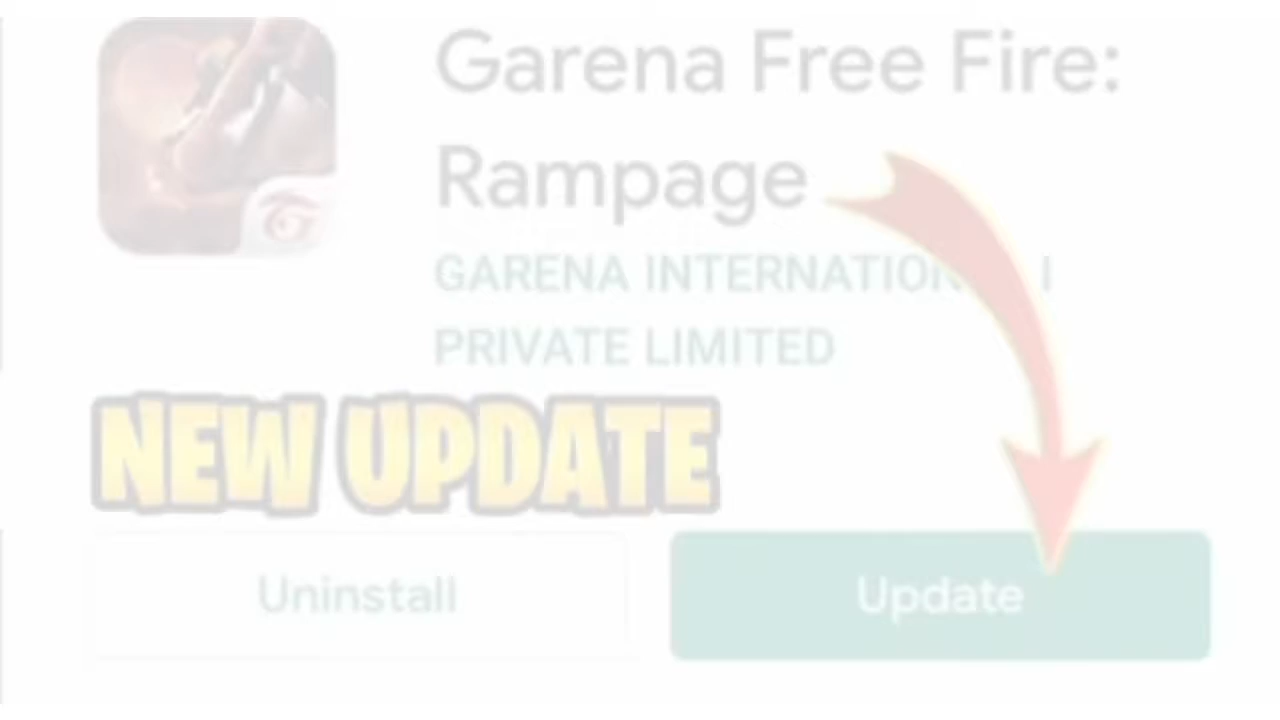 Garena Free Fire:
Rampage
GARENA INTERNATION I
PRIVATE LIMITED
NEW UPDATE
Uninstall
Update